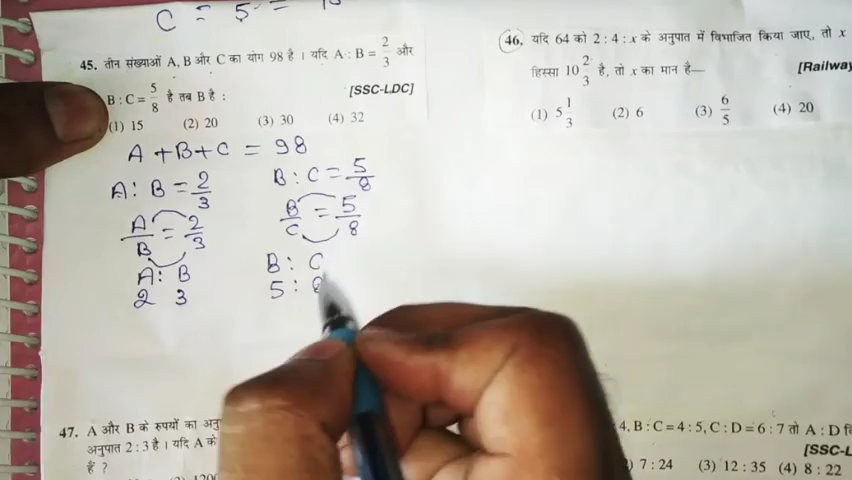 C = 5 =
45. तीन संख्याओं A, B और C का योग 98 है । यदि A : B = 2/3 और
B : C = 5/8 है तब B है :
[SSC-LDC]
(1) 15 (2) 20 (3) 30 (4) 32
A + B + C = 98
A : B = 2/3
B : C = 5/8
A/B = 2/3
B/C = 5/8
A : B
2 3
B : C
5 : 8
46. यदि 64 को 2 : 4 : x के अनुपात में विभाजित किया जाए, तो x
हिस्सा 10 2/3 है, तो x का मान है—
[Railway
(1) 5 1/3 (2) 6 (3) 6/5 (4) 20
47. A और B के रुपयों का अनु
अनुपात 2 : 3 है । यदि A के
हैं ?
4, B : C = 4 : 5, C : D = 6 : 7 तो A : D
[SSC-L
7 : 24 (3) 12 : 35 (4) 8 : 22